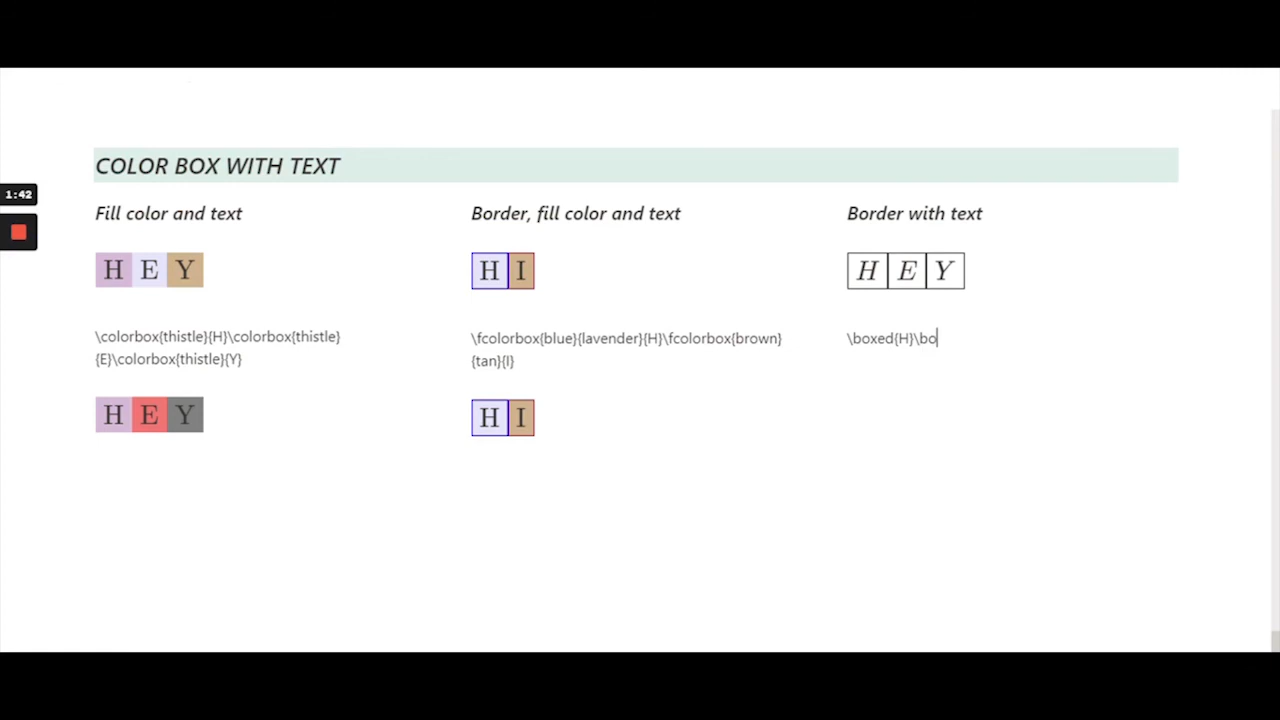 COLOR BOX WITH TEXT
1:42
Fill color and text
Border, fill color and text
Border with text
H E Y
H I
H E Y
\colorbox{thistle}{H}\colorbox{thistle}
{E}\colorbox{thistle}{Y}
\fcolorbox{blue}{lavender}{H}\fcolorbox{brown}
{tan}{I}
\boxed{H}\bo
H E Y
H I